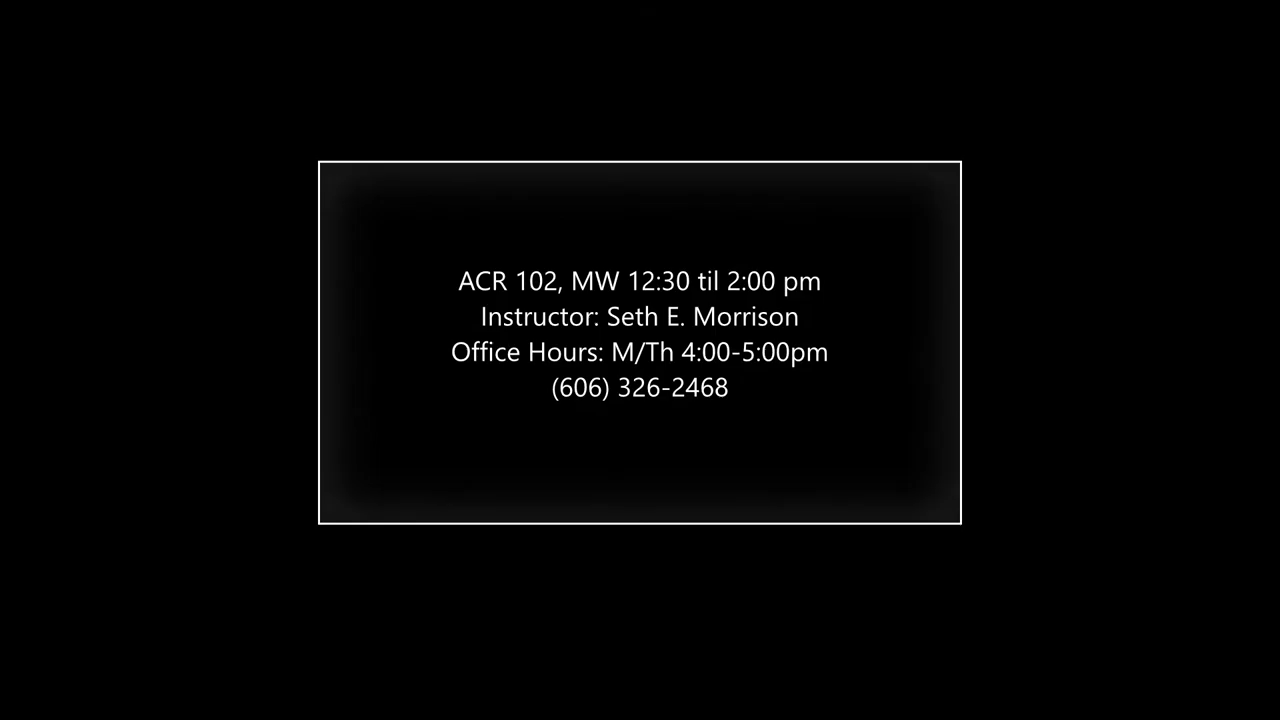 ACR 102, MW 12:30 til 2:00 pm
Instructor: Seth E. Morrison
Office Hours: M/Th 4:00-5:00pm
(606) 326-2468